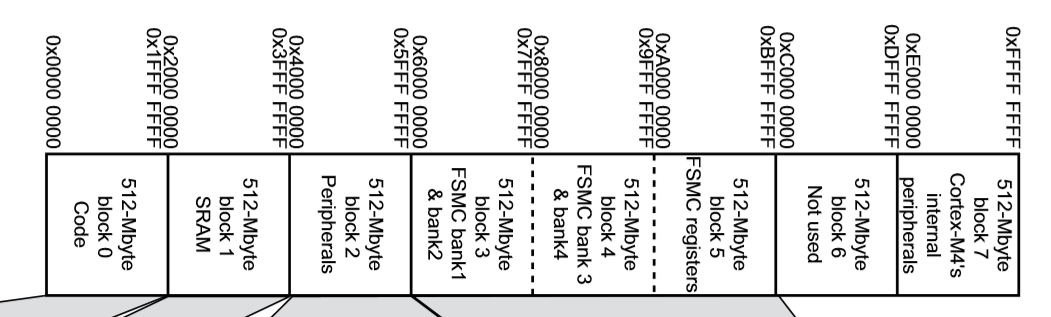 0xFFFF FFFF
512-Mbyte
block 7
Cortex-M4's
internal
peripherals
0xE000 0000
0xDFFF FFFF
512-Mbyte
block 6
Not used
0xC000 0000
0xBFFF FFFF
512-Mbyte
block 5
FSMC registers
0xA000 0000
0x9FFF FFFF
512-Mbyte
block 4
FSMC bank 3
& bank4
0x8000 0000
0x7FFF FFFF
512-Mbyte
block 3
FSMC bank1
& bank2
0x6000 0000
0x5FFF FFFF
512-Mbyte
block 2
Peripherals
0x4000 0000
0x3FFF FFFF
512-Mbyte
block 1
SRAM
0x2000 0000
0x1FFF FFFF
512-Mbyte
block 0
Code
0x0000 0000